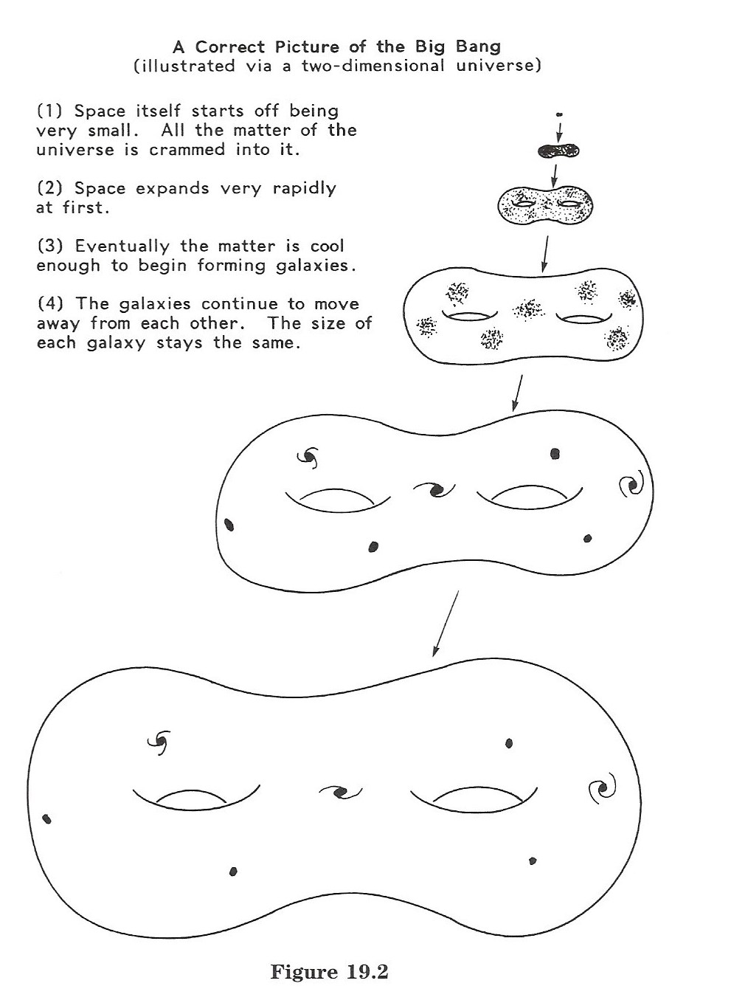 A Correct Picture of the Big Bang
(illustrated via a two-dimensional universe)
(1) Space itself starts off being
very small. All the matter of the
universe is crammed into it.
(2) Space expands very rapidly
at first.
(3) Eventually the matter is cool
enough to begin forming galaxies.
(4) The galaxies continue to move
away from each other. The size of
each galaxy stays the same.
Figure 19.2